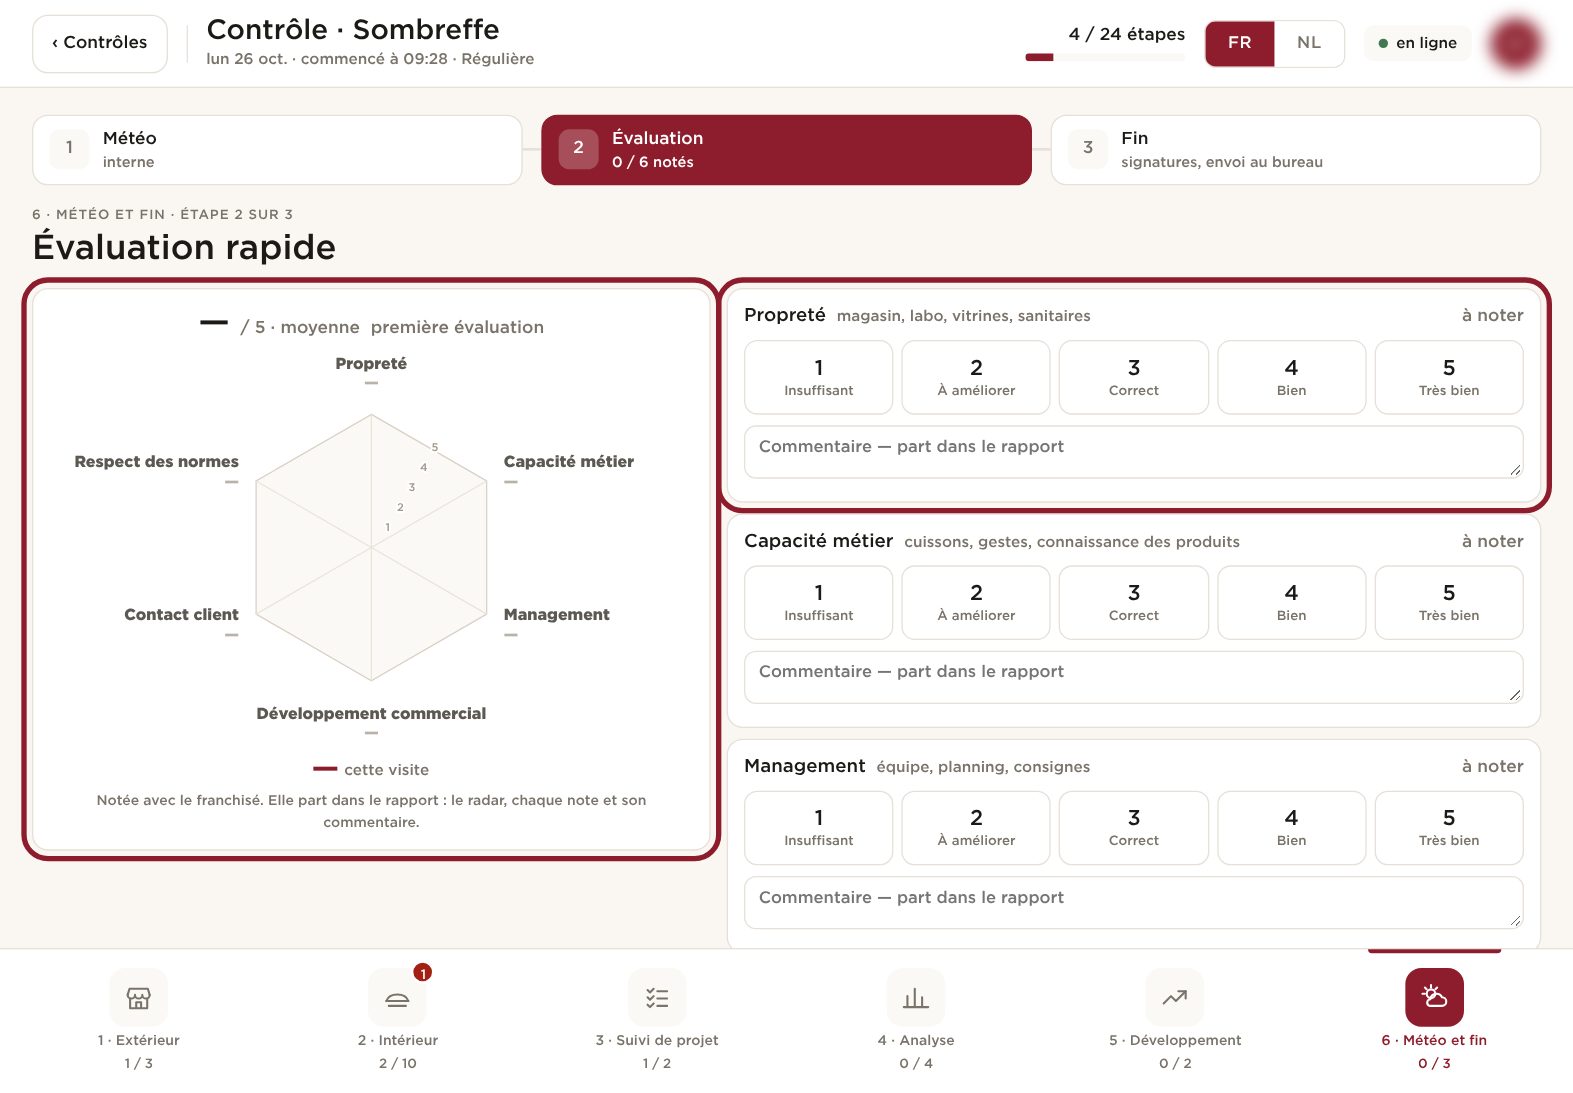 ‹ Contrôles
Contrôle · Sombreffe
lun 26 oct. · commencé à 09:28 · Régulière
4 / 24 étapes
FR
NL
en ligne
1
Météo
interne
2
Évaluation
0 / 6 notés
3
Fin
signatures, envoi au bureau
6 · MÉTÉO ET FIN · ÉTAPE 2 SUR 3
Évaluation rapide
— / 5 · moyenne première évaluation
Propreté
—
Respect des normes
—
Capacité métier
—
5
4
3
2
1
Contact client
—
Management
—
Développement commercial
—
cette visite
Notée avec le franchisé. Elle part dans le rapport : le radar, chaque note et son
commentaire.
Propreté magasin, labo, vitrines, sanitaires
à noter
1 2 3 4 5
Insuffisant À améliorer Correct Bien Très bien
Commentaire — part dans le rapport
Capacité métier cuissons, gestes, connaissance des produits
à noter
1 2 3 4 5
Insuffisant À améliorer Correct Bien Très bien
Commentaire — part dans le rapport
Management équipe, planning, consignes
à noter
1 2 3 4 5
Insuffisant À améliorer Correct Bien Très bien
Commentaire — part dans le rapport
1 · Extérieur
1 / 3
1
2 · Intérieur
2 / 10
3 · Suivi de projet
1 / 2
4 · Analyse
0 / 4
5 · Développement
0 / 2
6 · Météo et fin
0 / 3